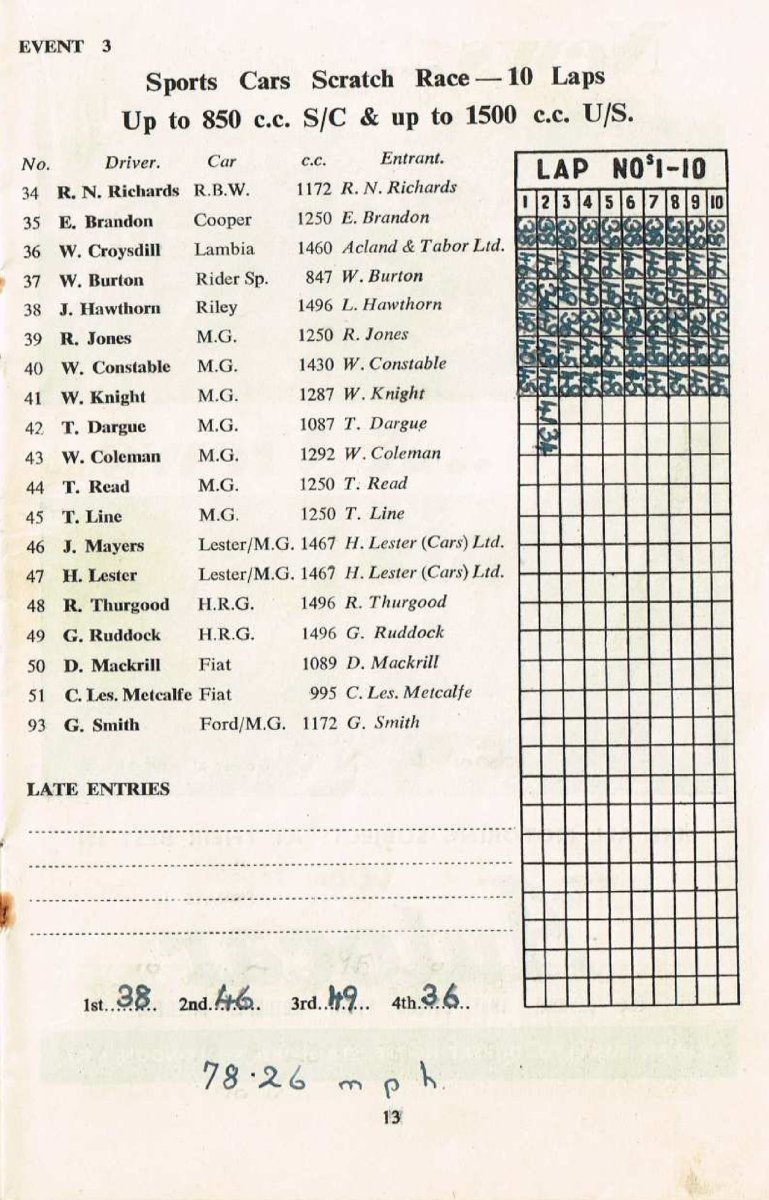 EVENT 3
Sports Cars Scratch Race — 10 Laps
Up to 850 c.c. S/C & up to 1500 c.c. U/S.
No. Driver. Car c.c. Entrant.
LAP NOS 1-10
1 2 3 4 5 6 7 8 9 10
34 R. N. Richards R.B.W. 1172 R. N. Richards
35 E. Brandon Cooper 1250 E. Brandon
36 W. Croysdill Lambia 1460 Acland & Tabor Ltd.
37 W. Burton Rider Sp. 847 W. Burton
38 J. Hawthorn Riley 1496 L. Hawthorn
39 R. Jones M.G. 1250 R. Jones
40 W. Constable M.G. 1430 W. Constable
41 W. Knight M.G. 1287 W. Knight
42 T. Dargue M.G. 1087 T. Dargue
43 W. Coleman M.G. 1292 W. Coleman
44 T. Read M.G. 1250 T. Read
45 T. Line M.G. 1250 T. Line
46 J. Mayers Lester/M.G. 1467 H. Lester (Cars) Ltd.
47 H. Lester Lester/M.G. 1467 H. Lester (Cars) Ltd.
48 R. Thurgood H.R.G. 1496 R. Thurgood
49 G. Ruddock H.R.G. 1496 G. Ruddock
50 D. Mackrill Fiat 1089 D. Mackrill
51 C. Les. Metcalfe Fiat 995 C. Les. Metcalfe
93 G. Smith Ford/M.G. 1172 G. Smith
LATE ENTRIES
1st. 38 2nd. 46 3rd. 49 4th. 36
78.26 mph.
13